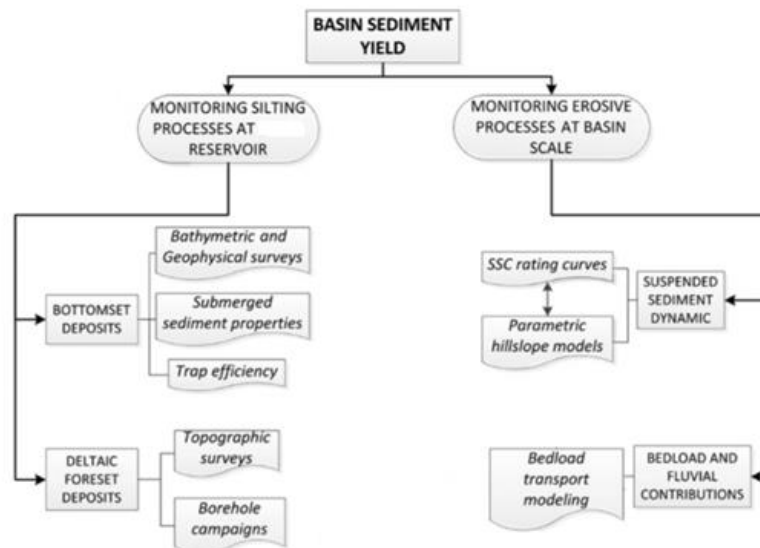 BASIN SEDIMENT
YIELD
MONITORING SILTING
PROCESSES AT
RESERVOIR
MONITORING EROSIVE
PROCESSES AT BASIN
SCALE
Bathymetric and
Geophysical surveys
BOTTOMSET
DEPOSITS
Submerged
sediment properties
Trap efficiency
SSC rating curves
SUSPENDED
SEDIMENT
DYNAMIC
Parametric
hillslope models
DELTAIC
FORESET
DEPOSITS
Topographic
surveys
Borehole
campaigns
Bedload
transport
modeling
BEDLOAD AND
FLUVIAL
CONTRIBUTIONS